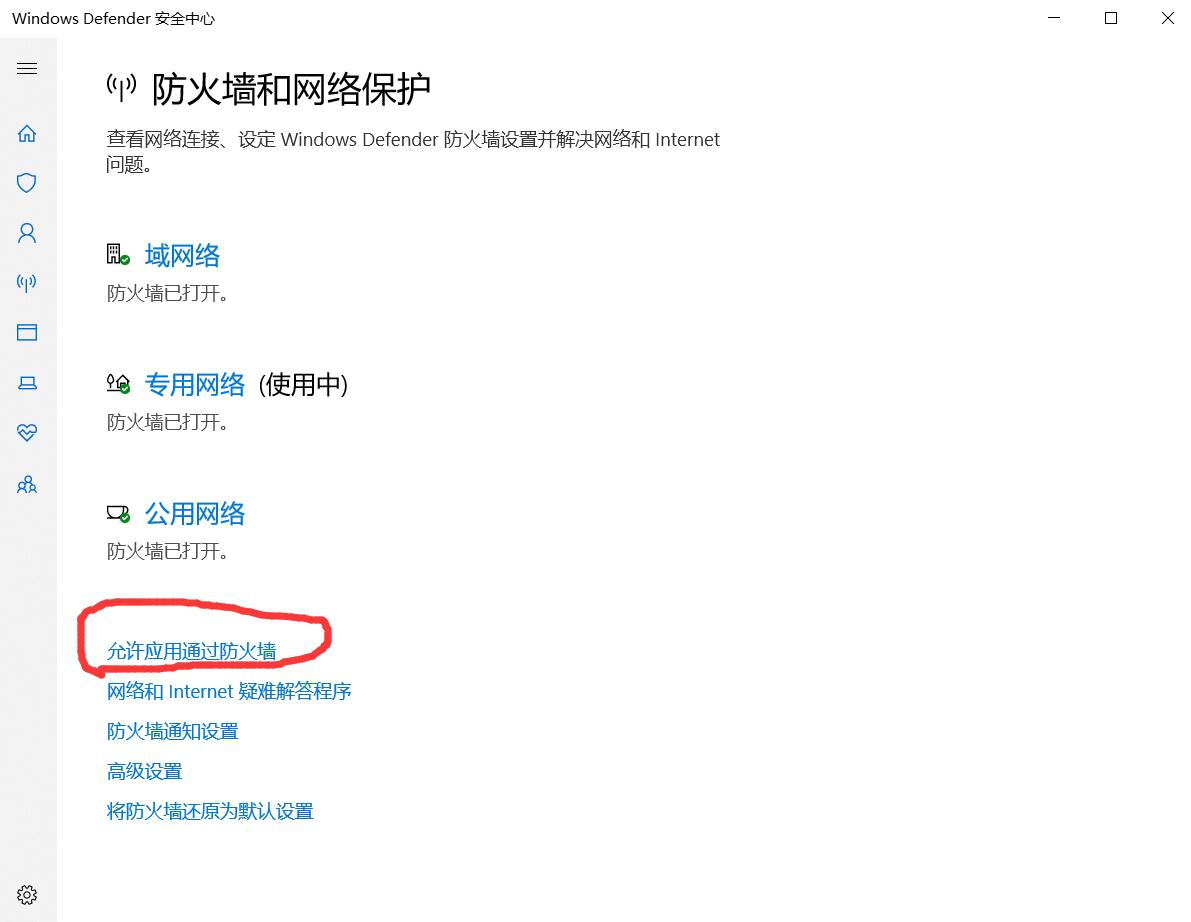 Windows Defender 安全中心
防火墙和网络保护
查看网络连接、设定 Windows Defender 防火墙设置并解决网络和 Internet
问题。
域网络
防火墙已打开。
专用网络 (使用中)
防火墙已打开。
公用网络
防火墙已打开。
允许应用通过防火墙
网络和 Internet 疑难解答程序
防火墙通知设置
高级设置
将防火墙还原为默认设置